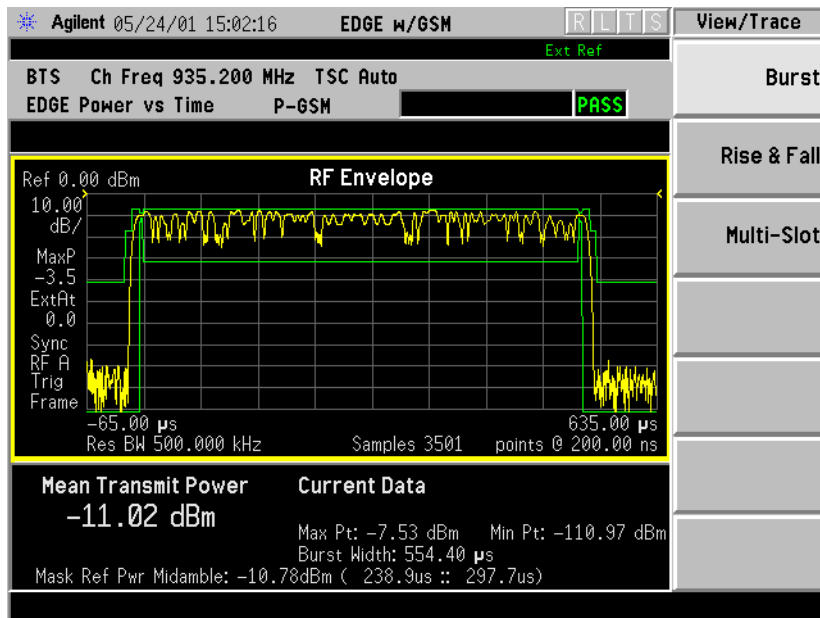 Agilent 05/24/01 15:02:16 EDGE w/GSM R L T S View/Trace
Ext Ref
BTS Ch Freq 935.200 MHz TSC Auto
EDGE Power vs Time P-GSM PASS
Burst
Rise & Fall
Multi-Slot
Ref 0.00 dBm RF Envelope
10.00
dB/
MaxP
-3.5
ExtAt
0.0
Sync
RF A
Trig
Frame
-65.00 µs 635.00 µs
Res BW 500.000 kHz Samples 3501 points @ 200.00 ns
Mean Transmit Power Current Data
-11.02 dBm
Max Pt: -7.53 dBm Min Pt: -110.97 dBm
Burst Width: 554.40 µs
Mask Ref Pwr Midamble: -10.78dBm ( 238.9us :: 297.7us)